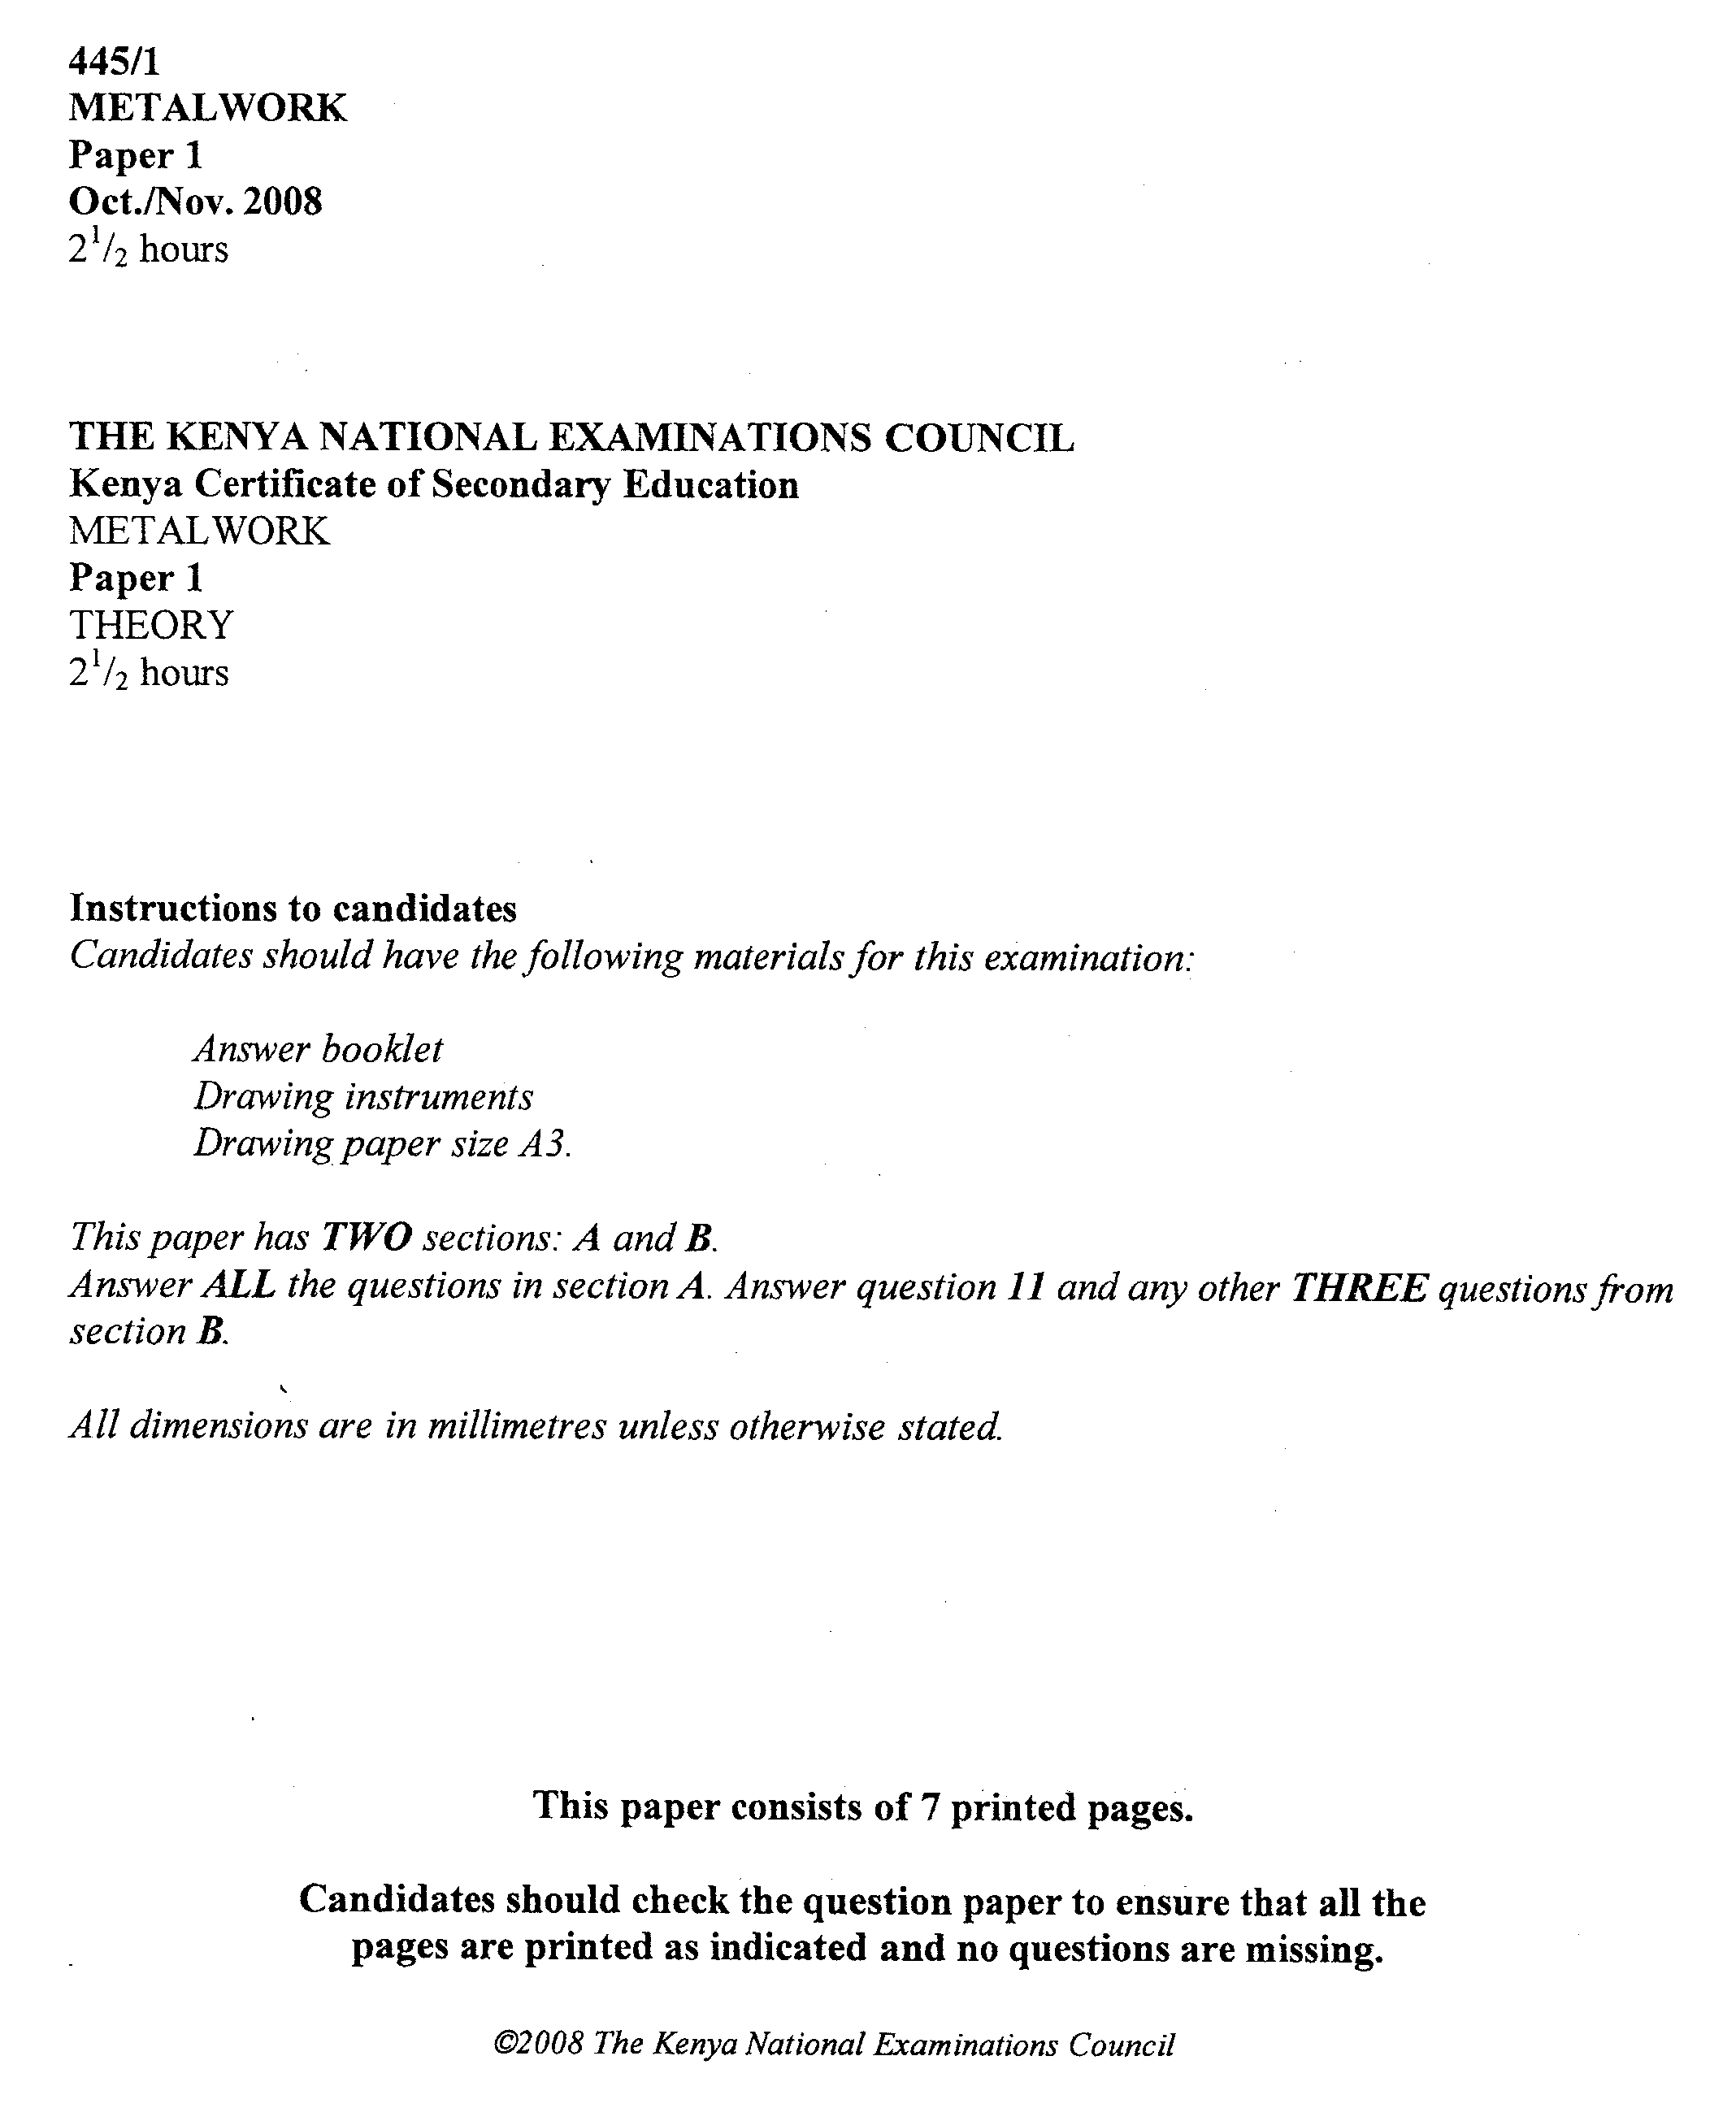 445/1
METALWORK
Paper 1
Oct./Nov. 2008
2 1/2 hours
THE KENYA NATIONAL EXAMINATIONS COUNCIL
Kenya Certificate of Secondary Education
METALWORK
Paper 1
THEORY
2 1/2 hours
Instructions to candidates
Candidates should have the following materials for this examination:
Answer booklet
Drawing instruments
Drawing paper size A3.
This paper has TWO sections: A and B.
Answer ALL the questions in section A. Answer question 11 and any other THREE questions from
section B.
All dimensions are in millimetres unless otherwise stated.
This paper consists of 7 printed pages.
Candidates should check the question paper to ensure that all the
pages are printed as indicated and no questions are missing.
©2008 The Kenya National Examinations Council